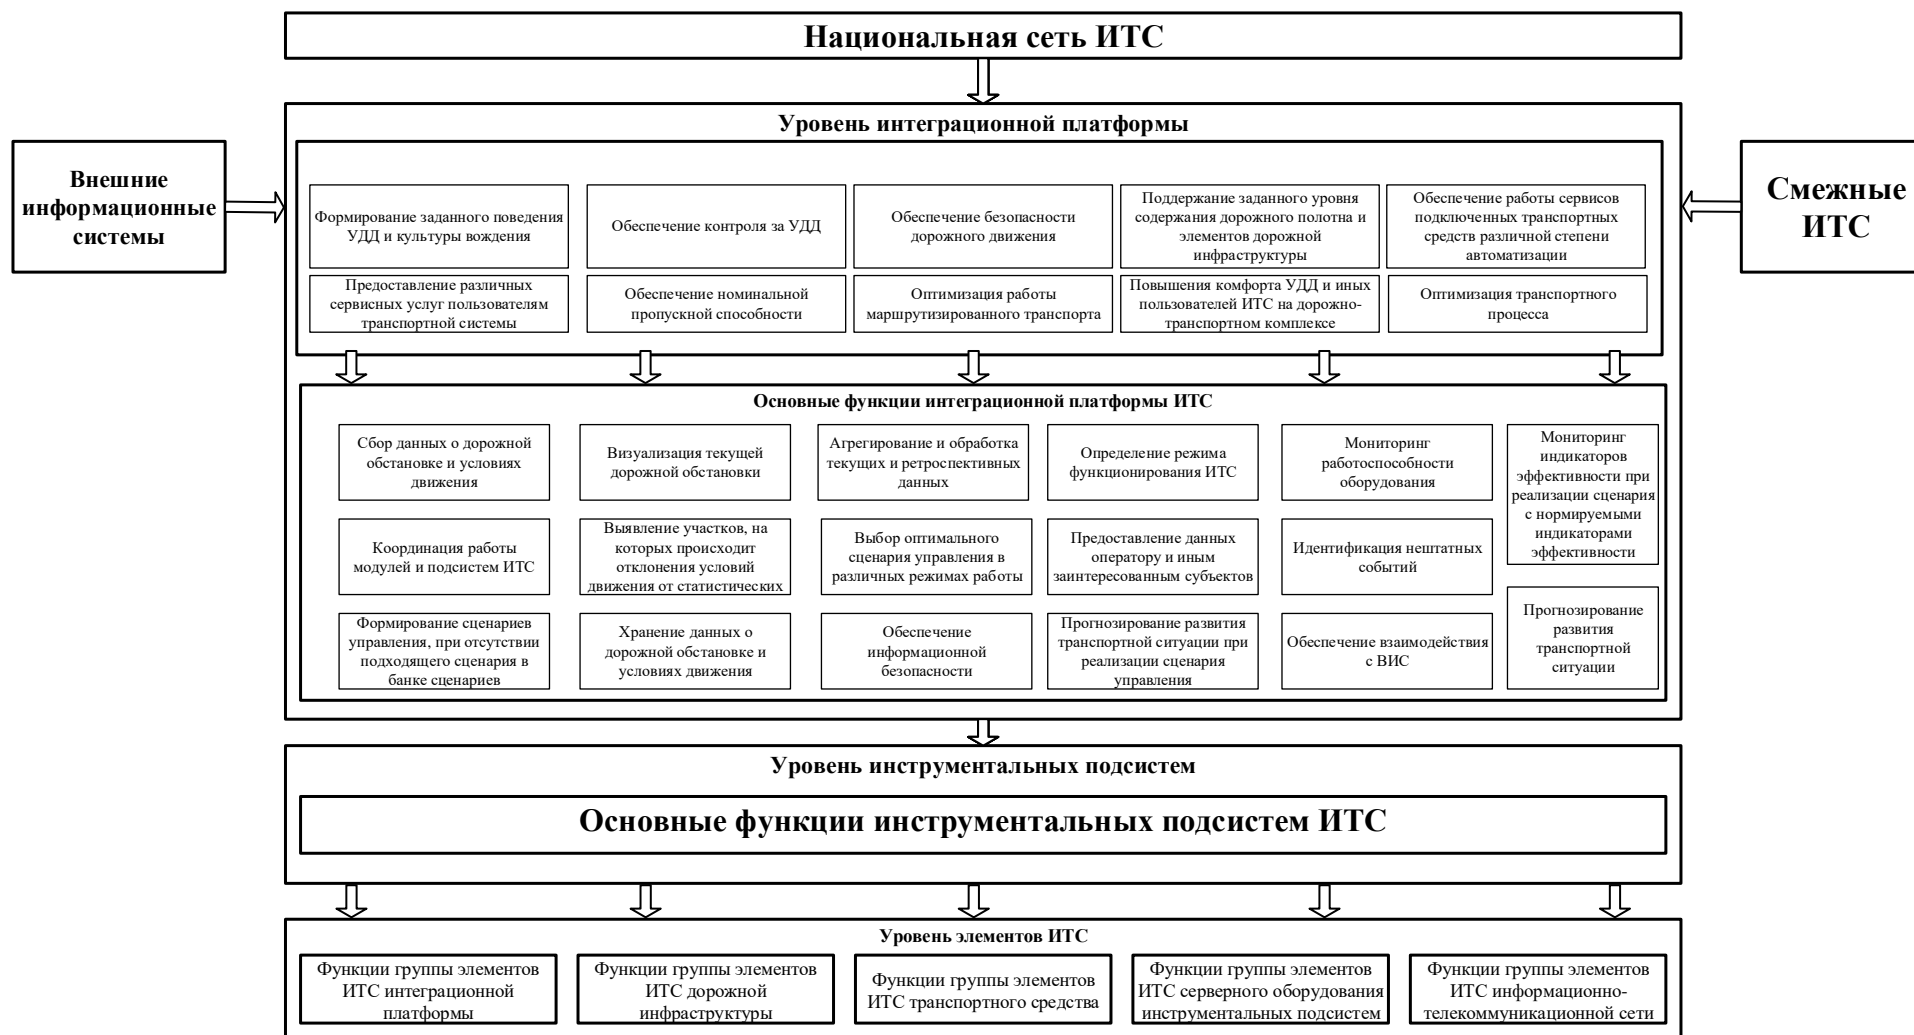 Национальная сеть ИТС
Уровень интеграционной платформы
Внешние
информационные
системы
Смежные
ИТС
Формирование заданного поведения
УДД и культуры вождения
Обеспечение контроля за УДД
Обеспечение безопасности
дорожного движения
Поддержание заданного уровня
содержания дорожного полотна и
элементов дорожной
инфраструктуры
Обеспечение работы сервисов
подключенных транспортных
средств различной степени
автоматизации
Предоставление различных
сервисных услуг пользователям
транспортной системы
Обеспечение номинальной
пропускной способности
Оптимизация работы
маршрутизированного транспорта
Повышения комфорта УДД и иных
пользователей ИТС на дорожно-
транспортном комплексе
Оптимизация транспортного
процесса
Основные функции интеграционной платформы ИТС
Сбор данных о дорожной
обстановке и условиях
движения
Визуализация текущей
дорожной обстановки
Агрегирование и обработка
текущих и ретроспективных
данных
Определение режима
функционирования ИТС
Мониторинг
работоспособности
оборудования
Мониторинг
индикаторов
эффективности при
реализации сценария
с нормируемыми
индикаторами
эффективности
Координация работы
модулей и подсистем ИТС
Выявление участков, на
которых происходит
отклонения условий
движения от статистических
Выбор оптимального
сценария управления в
различных режимах работы
Предоставление данных
оператору и иным
заинтересованным субъектов
Идентификация нештатных
событий
Формирование сценариев
управления, при отсутствии
подходящего сценария в
банке сценариев
Хранение данных о
дорожной обстановке и
условиях движения
Обеспечение
информационной
безопасности
Прогнозирование развития
транспортной ситуации при
реализации сценария
управления
Обеспечение взаимодействия
с ВИС
Прогнозирование
развития
транспортной
ситуации
Уровень инструментальных подсистем
Основные функции инструментальных подсистем ИТС
Уровень элементов ИТС
Функции группы элементов
ИТС интеграционной
платформы
Функции группы элементов
ИТС дорожной
инфраструктуры
Функции группы элементов
ИТС транспортного средства
Функции группы элементов
ИТС серверного оборудования
инструментальных подсистем
Функции группы элементов
ИТС информационно-
телекоммуникационной сети